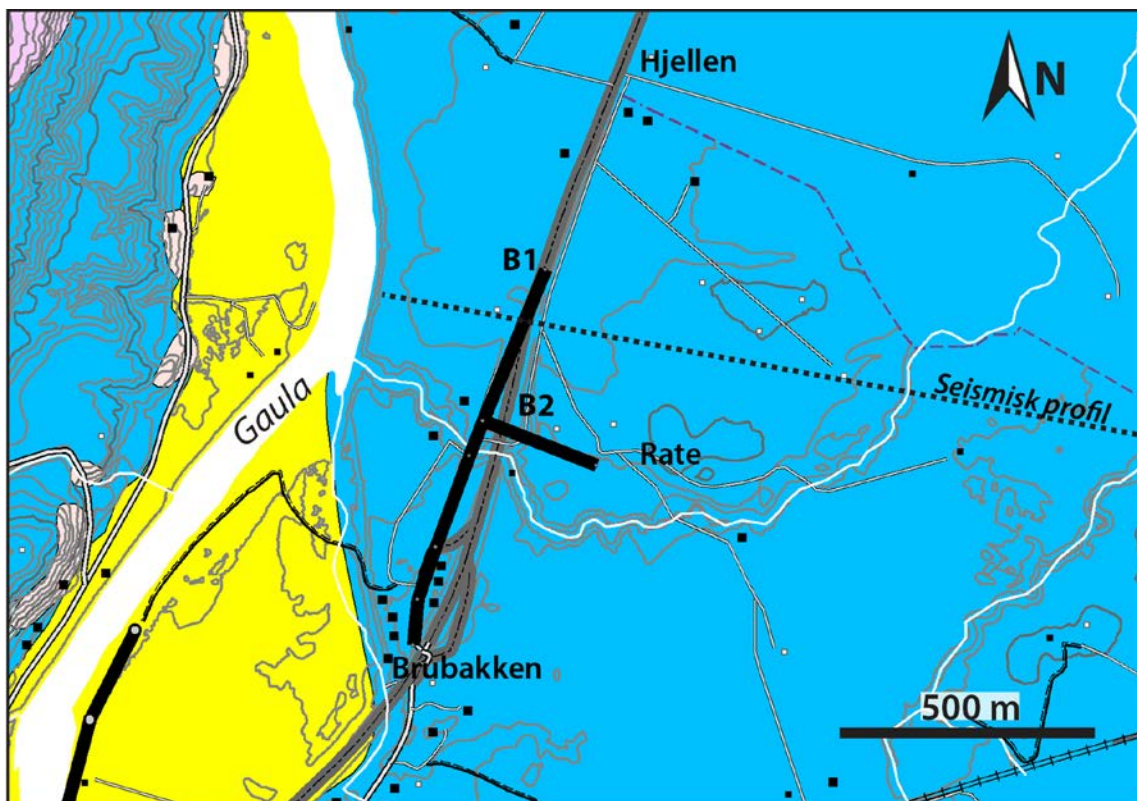 Hjellen
N
B1
Gaula
B2
Seismisk profil
Rate
Brubakken
500 m